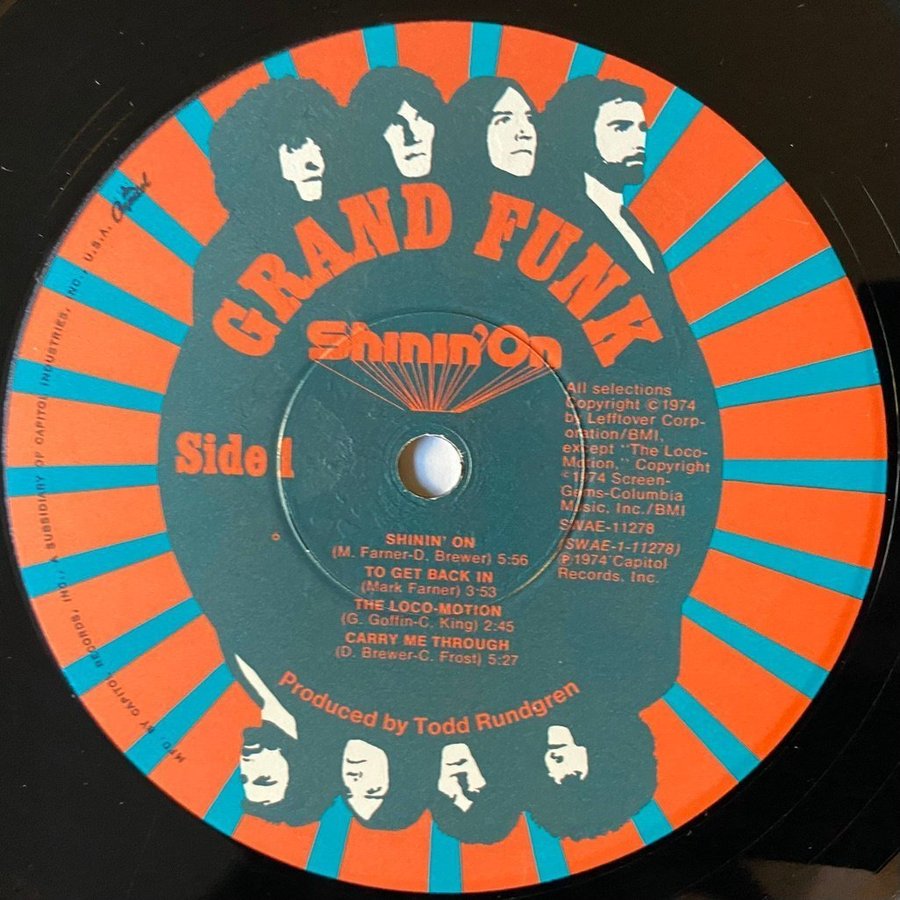 GRAND FUNK
Shinin' On
Side 1
All selections
Copyright © 1974
by Lefftover Corp-
oration/BMI,
except "The Loco-
Motion," Copyright
©1974 Screen-
Gems-Columbia
Music, Inc./BMI
SWAE-11278
(SWAE-1-11278)
℗1974 Capitol
Records, Inc.
SHININ' ON
(M. Farner-D. Brewer) 5:56
TO GET BACK IN
(Mark Farner) 3:53
THE LOCO-MOTION
(G. Goffin-C. King) 2:45
CARRY ME THROUGH
(D. Brewer-C. Frost) 5:27
Produced by Todd Rundgren
MFD. BY CAPITOL RECORDS, INC., A SUBSIDIARY OF CAPITOL INDUSTRIES, INC., U.S.A. Capitol